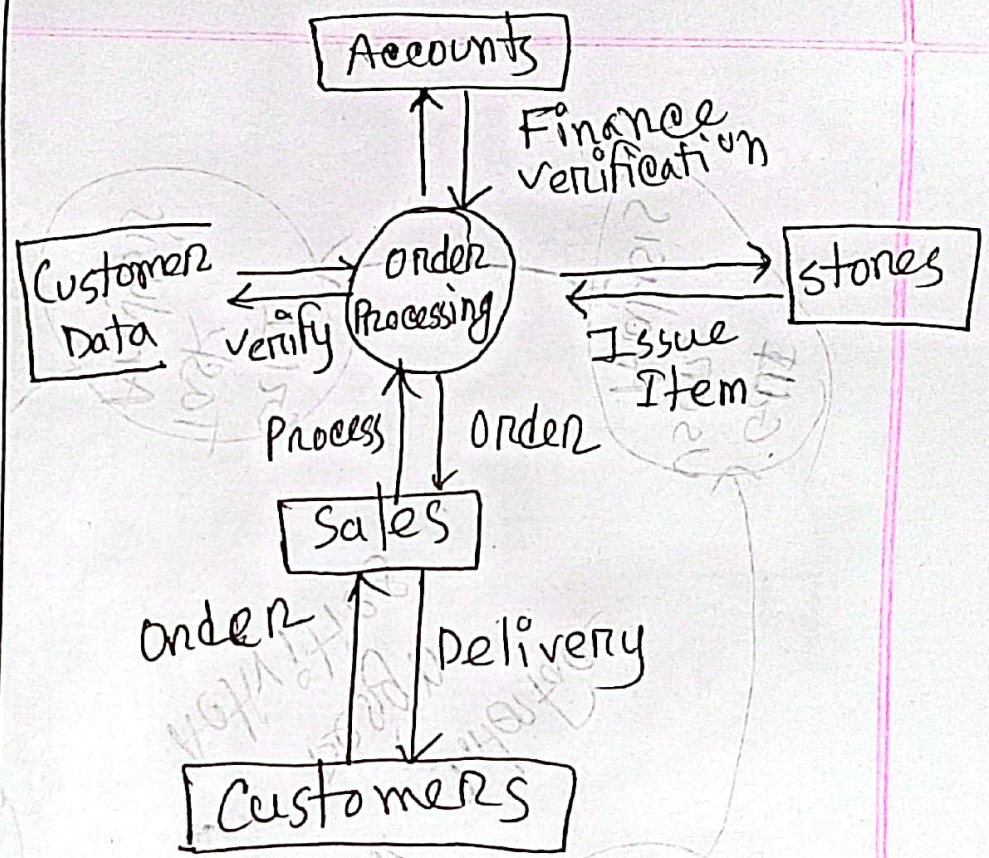 Accounts
Finance
verification
Customer
Data
verify
Order
Processing
Stores
Issue
Item
Process
Order
Sales
Order
Delivery
Customers